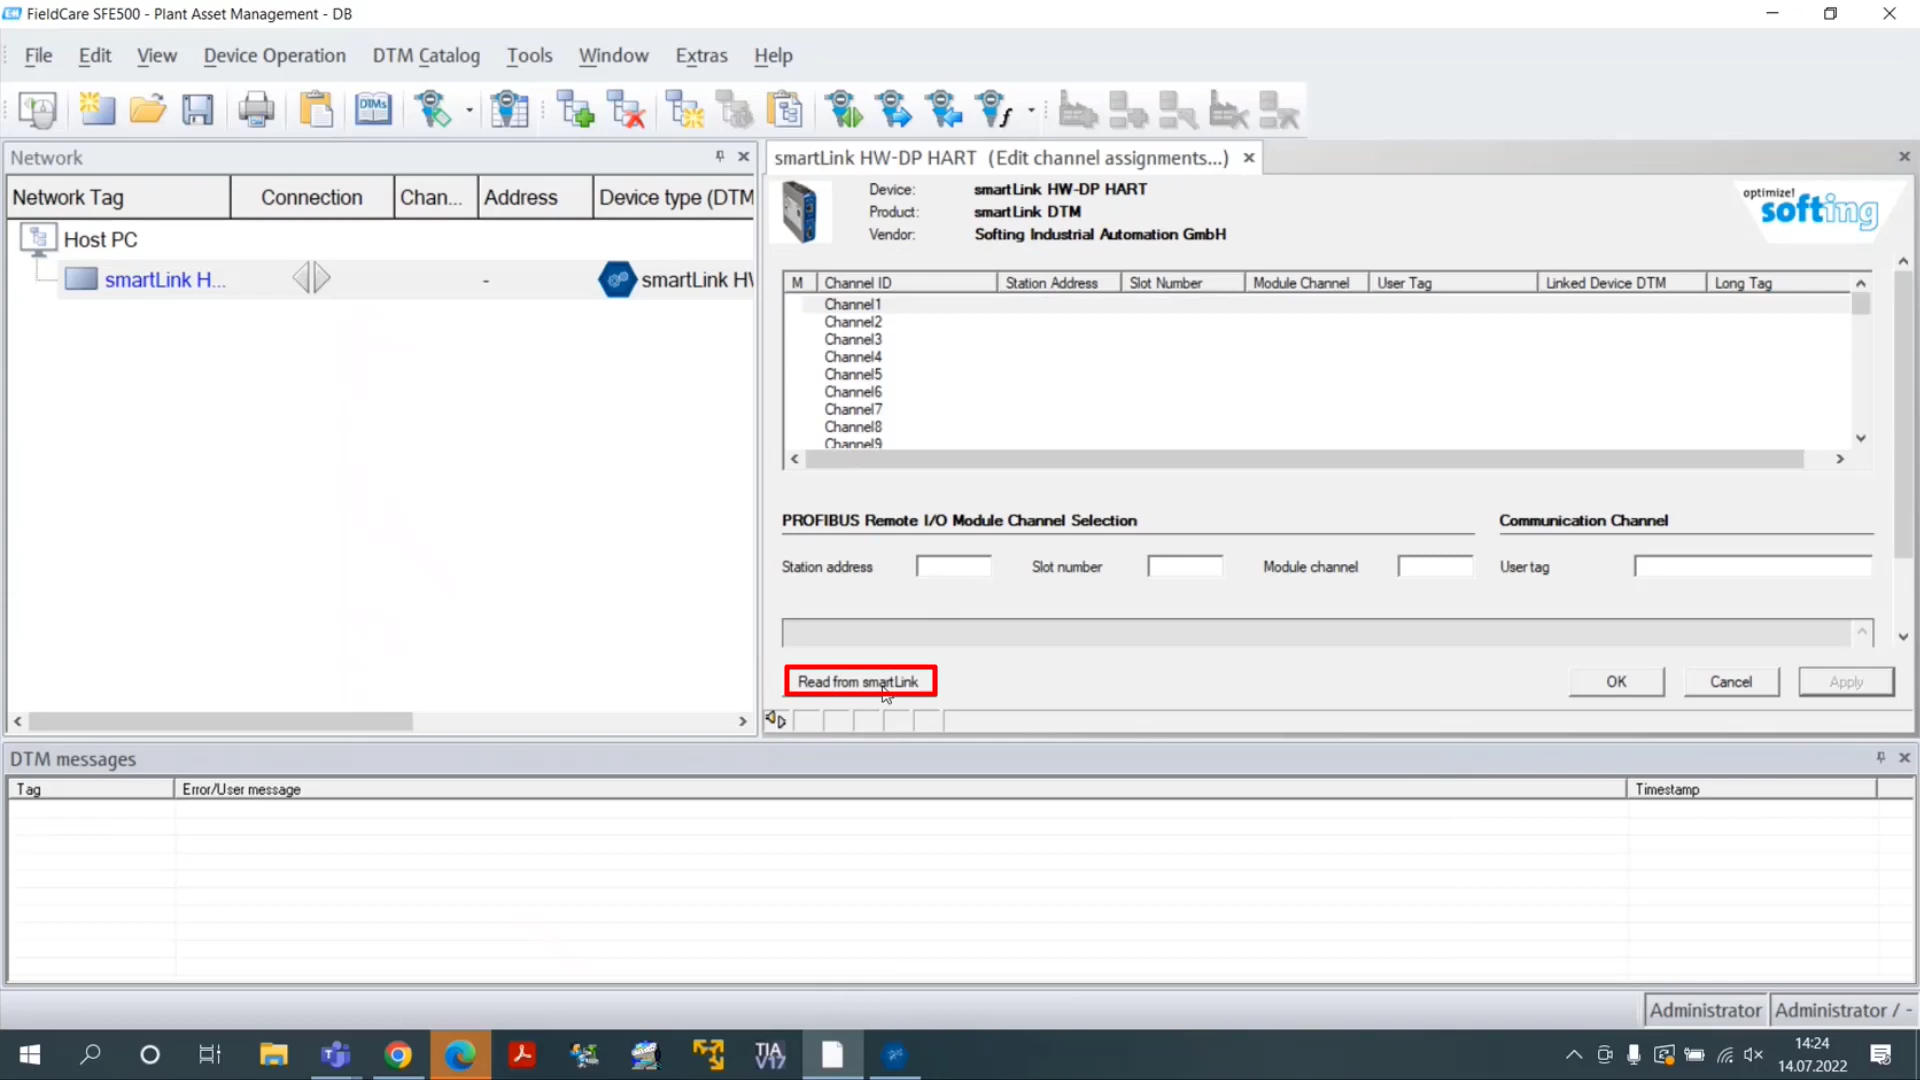 FieldCare SFE500 - Plant Asset Management - DB
File Edit View Device Operation DTM Catalog Tools Window Extras Help
DTMs
Network
smartLink HW-DP HART (Edit channel assignments...)
Network Tag Connection Chan... Address Device type (DTM
Host PC
smartLink H... - smartLink HW
Device: smartLink HW-DP HART
Product: smartLink DTM
Vendor: Softing Industrial Automation GmbH
optimize!
softing
M Channel ID Station Address Slot Number Module Channel User Tag Linked Device DTM Long Tag
Channel1
Channel2
Channel3
Channel4
Channel5
Channel6
Channel7
Channel8
Channel9
PROFIBUS Remote I/O Module Channel Selection Communication Channel
Station address Slot number Module channel User tag
Read from smartLink OK Cancel Apply
DTM messages
Tag Error/User message Timestamp
Administrator Administrator / -
TIA
V17
14:24
14.07.2022